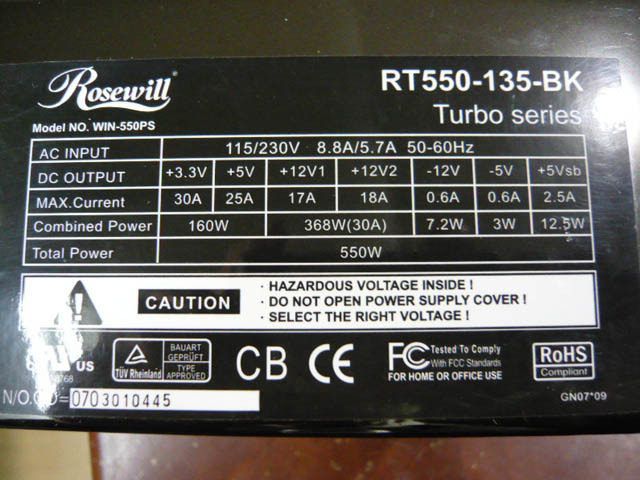 Rosewill®
RT550-135-BK
Turbo series
Model NO. WIN-550PS
AC INPUT 115/230V 8.8A/5.7A 50-60Hz
DC OUTPUT +3.3V +5V +12V1 +12V2 -12V -5V +5Vsb
MAX.Current 30A 25A 17A 18A 0.6A 0.6A 2.5A
Combined Power 160W 368W(30A) 7.2W 3W 12.5W
Total Power 550W
CAUTION
· HAZARDOUS VOLTAGE INSIDE !
· DO NOT OPEN POWER SUPPLY COVER !
· SELECT THE RIGHT VOLTAGE !
US
TÜV Rheinland
BAUART
GEPRÜFT
TYPE
APPROVED
CB
CE
FC Tested To Comply
With FCC Standards
FOR HOME OR OFFICE USE
RoHS
Compliant
0703010445
GN07*09